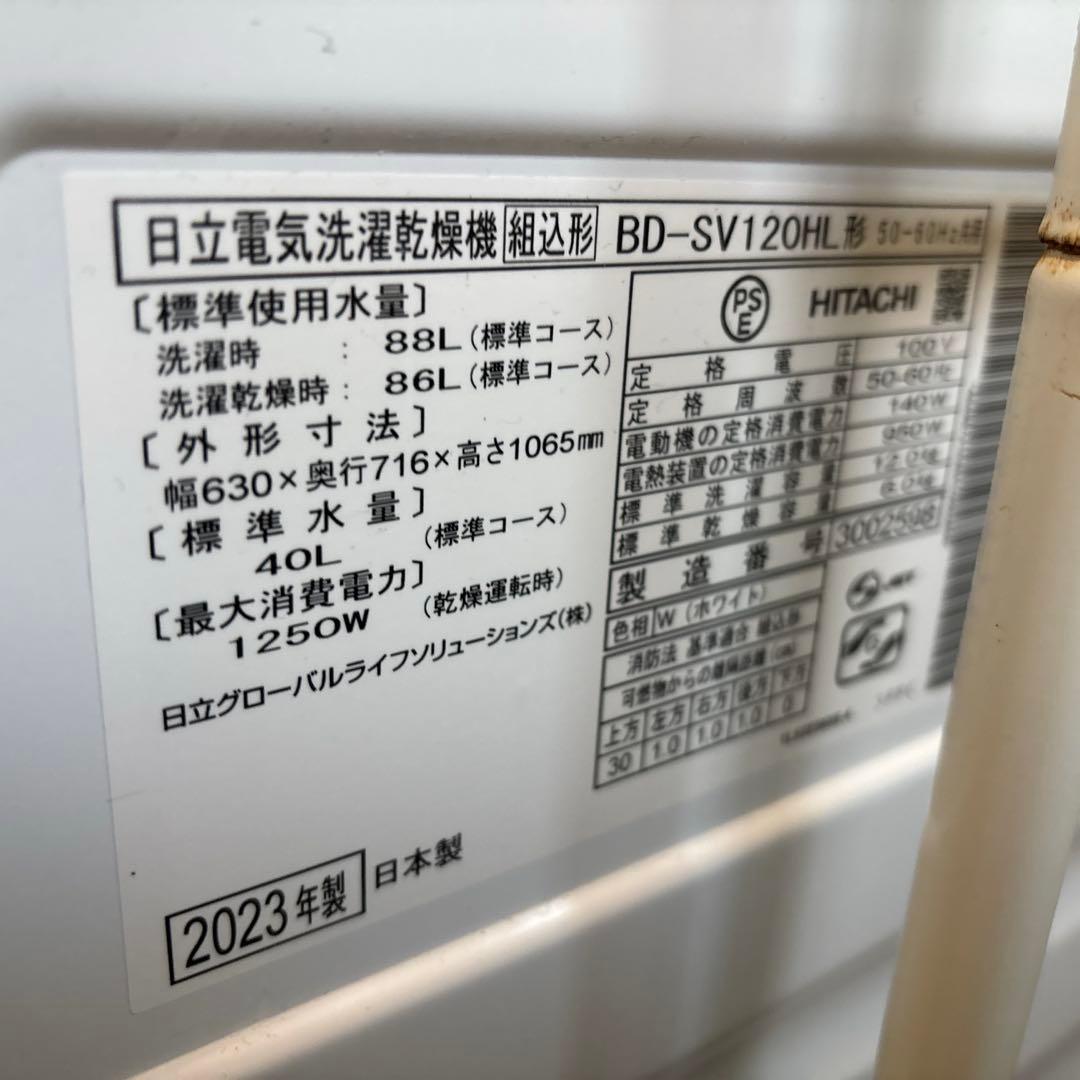 日立電気洗濯乾燥機 組込形 BD-SV120HL形 50-60Hz共用
〔標準使用水量〕
洗濯時 : 88L(標準コース)
洗濯乾燥時: 86L(標準コース)
〔外形寸法〕
幅630×奥行716×高さ1065mm
〔標準水量〕
40L (標準コース)
〔最大消費電力〕
1250W (乾燥運転時)
日立グローバルライフソリューションズ(株)
2023年製 日本製
PSE HITACHI
定格電圧 100V
定格周波数 50-60Hz
電動機の定格消費電力 140W
電熱装置の定格消費電力 950W
標準洗濯容量 12.0kg
標準乾燥容量 6.0kg
製造番号
色相 W(ホワイト)
消防法 基準適合 組込形
可燃物からの離隔距離(cm)
上方 左方 右方 後方 下方
30 1.0 1.0 1.0 0